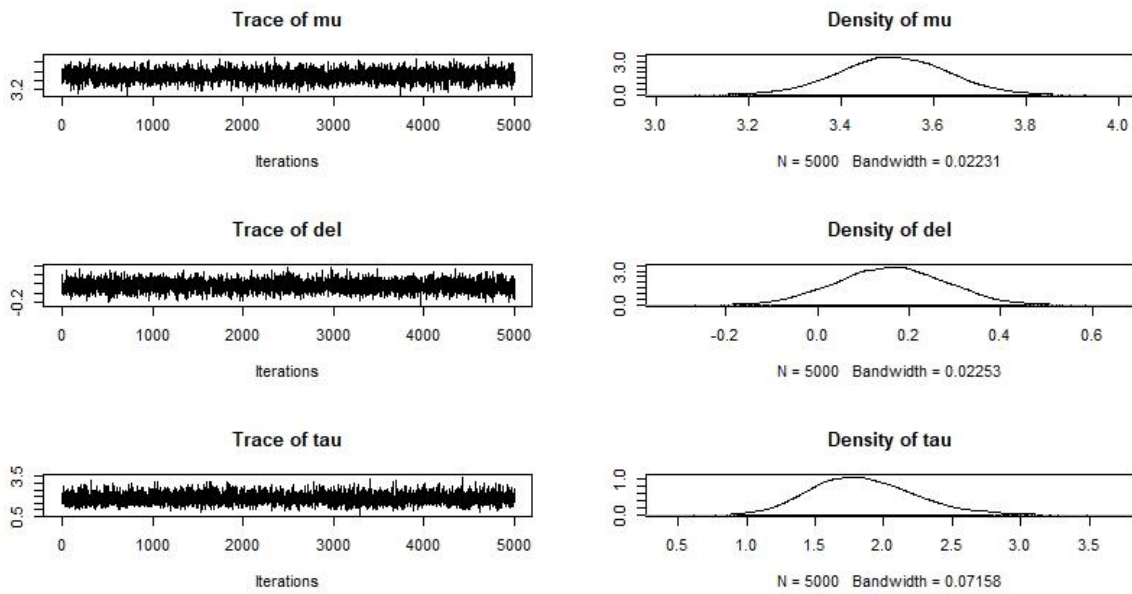 Trace of mu
3.2
0 1000 2000 3000 4000 5000
Iterations
Density of mu
0.0 3.0
3.0 3.2 3.4 3.6 3.8 4.0
N = 5000 Bandwidth = 0.02231
Trace of del
-0.2
0 1000 2000 3000 4000 5000
Iterations
Density of del
0.0 3.0
-0.2 0.0 0.2 0.4 0.6
N = 5000 Bandwidth = 0.02253
Trace of tau
0.5 3.5
0 1000 2000 3000 4000 5000
Iterations
Density of tau
0.0 1.0
0.5 1.0 1.5 2.0 2.5 3.0 3.5
N = 5000 Bandwidth = 0.07158